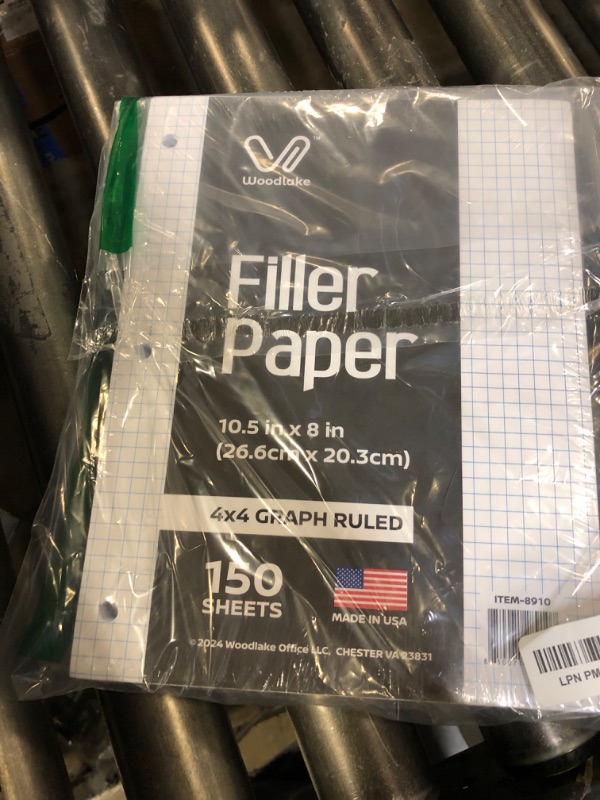 Woodlake
Filler
Paper
10.5 in x 8 in
(26.6cm x 20.3cm)
4x4 GRAPH RULED
150
SHEETS
MADE IN USA
©2024 Woodlake Office LLC, CHESTER VA 23831
ITEM-8910
LPN PM